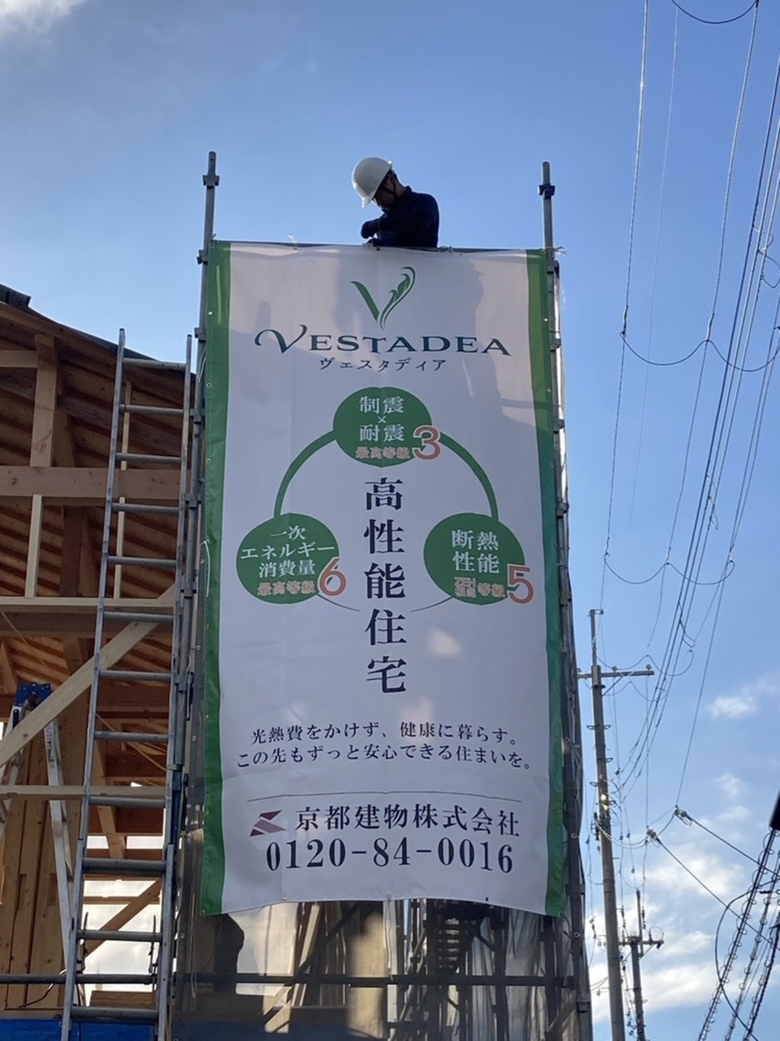 VESTADEA
ヴェスタディア
制震
×
耐震
最高等級3
高性能住宅
一次
エネルギー
消費量
最高等級6
断熱
性能
等級5
光熱費をかけず、健康に暮らす。
この先もずっと安心できる住まいを。
京都建物株式会社
0120-84-0016